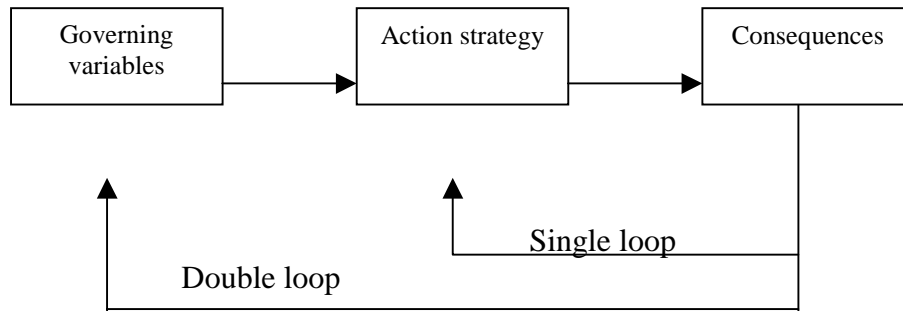 Governing
variables
Action strategy
Consequences
Single loop
Double loop